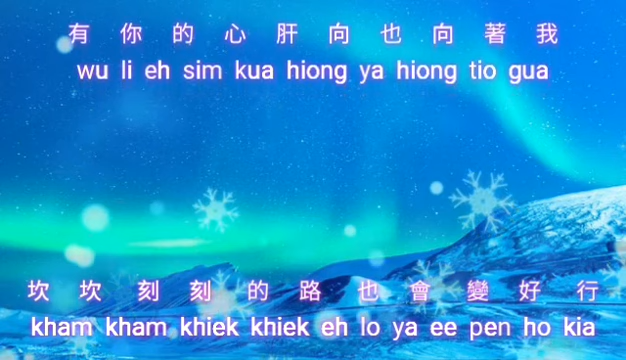 有你的心肝向也向著我
wu li eh sim kua hiong ya hiong tio gua
坎坎刻刻的路也會變好行
kham kham khiek khiek eh lo ya ee pen ho kia